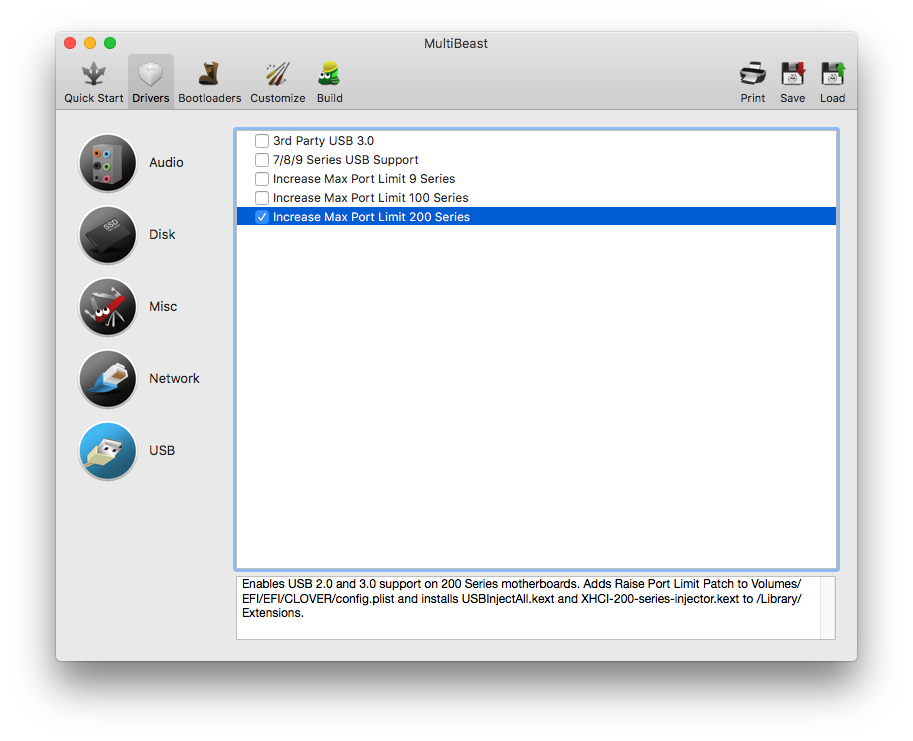 MultiBeast
Quick Start
Drivers
Bootloaders
Customize
Build
Print
Save
Load
Audio
SSD
Disk
Misc
Network
USB
3rd Party USB 3.0
7/8/9 Series USB Support
Increase Max Port Limit 9 Series
Increase Max Port Limit 100 Series
Increase Max Port Limit 200 Series
Enables USB 2.0 and 3.0 support on 200 Series motherboards. Adds Raise Port Limit Patch to Volumes/
EFI/EFI/CLOVER/config.plist and installs USBInjectAll.kext and XHCI-200-series-injector.kext to /Library/
Extensions.